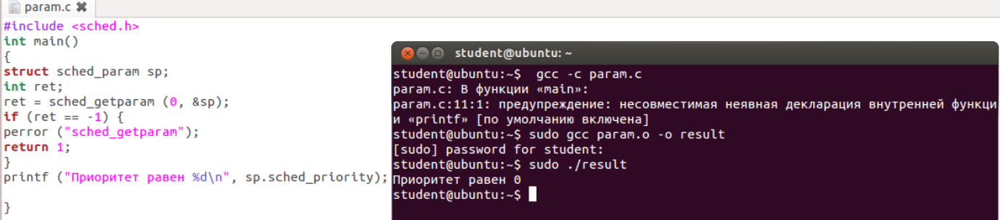 param.c
#include <sched.h>
int main()
{
struct sched_param sp;
int ret;
ret = sched_getparam (0, &sp);
if (ret == -1) {
perror ("sched_getparam");
return 1;
}
printf ("Приоритет равен %d\n", sp.sched_priority);
}
student@ubuntu: ~
student@ubuntu:~$  gcc -c param.c
param.c: В функции «main»:
param.c:11:1: предупреждение: несовместимая неявная декларация внутренней функци
и «printf» [по умолчанию включена]
student@ubuntu:~$ sudo gcc param.o -o result
[sudo] password for student:
student@ubuntu:~$ sudo ./result
Приоритет равен 0
student@ubuntu:~$